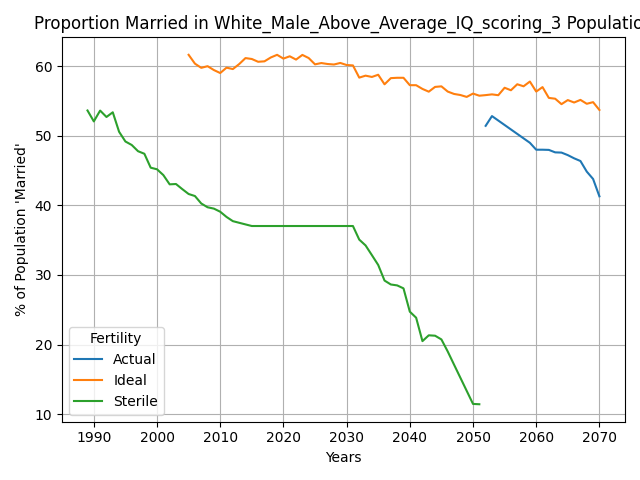 Proportion Married in White_Male_Above_Average_IQ_scoring_3 Populatio
% of Population 'Married'
60
50
40
30
20
10
Fertility
Actual
Ideal
Sterile
1990 2000 2010 2020 2030 2040 2050 2060 2070
Years